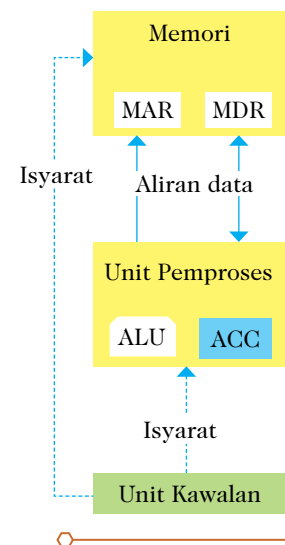 Memori
MAR MDR
Isyarat
Aliran data
Unit Pemproses
ALU ACC
Isyarat
Unit Kawalan